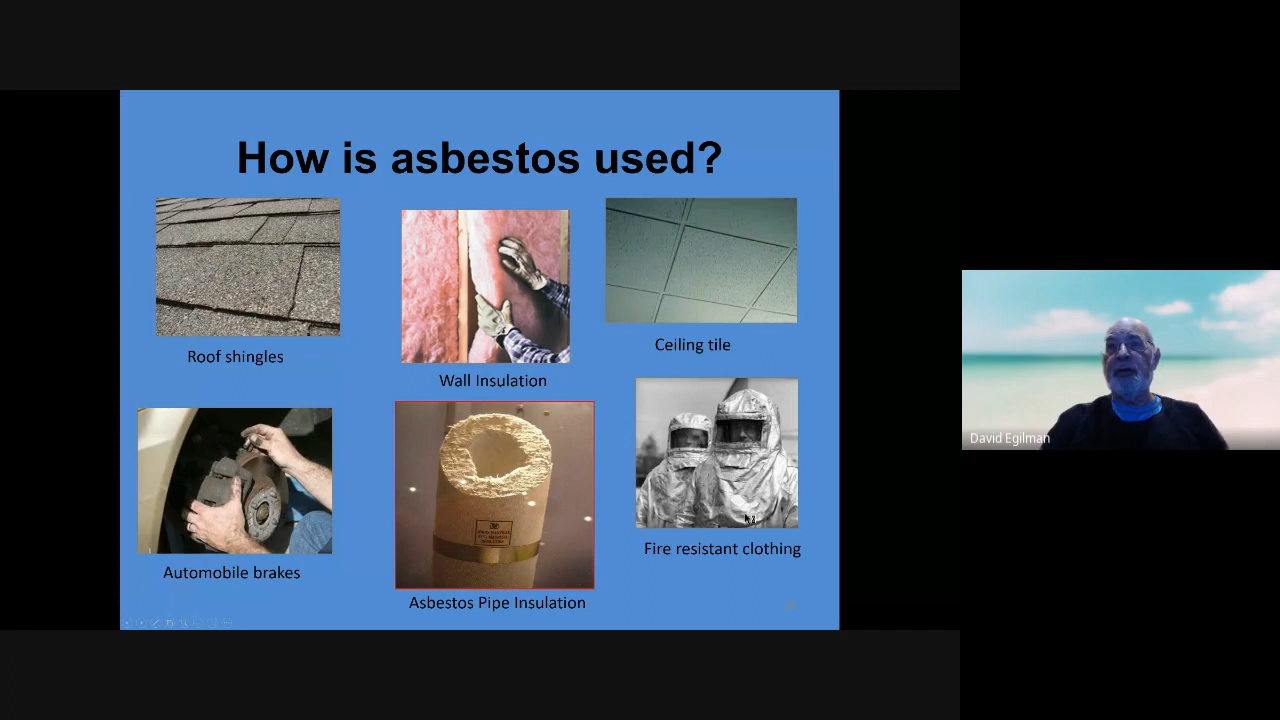 How is asbestos used?
Roof shingles
Wall Insulation
Ceiling tile
Automobile brakes
Asbestos Pipe Insulation
Fire resistant clothing
David Egilman